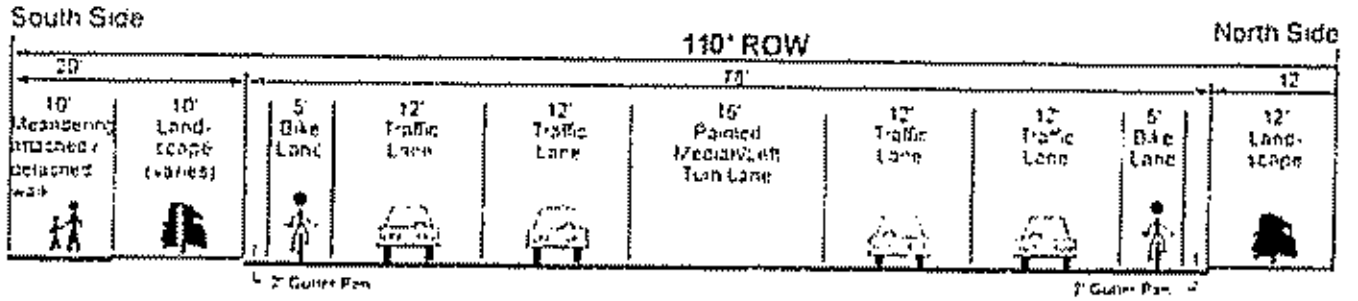 South Side
North Side
110' ROW
20'
78'
12'
10'
Meandering
attached/
detached
walk
10'
Land-
scape
(varies)
5'
Bike
Lane
12'
Traffic
Lane
12'
Traffic
Lane
Painted
Median/Left
Turn Lane
12'
Traffic
Lane
12'
Traffic
Lane
5'
Bike
Lane
12'
Land-
scape
2' Gutter Pan
2' Gutter Pan